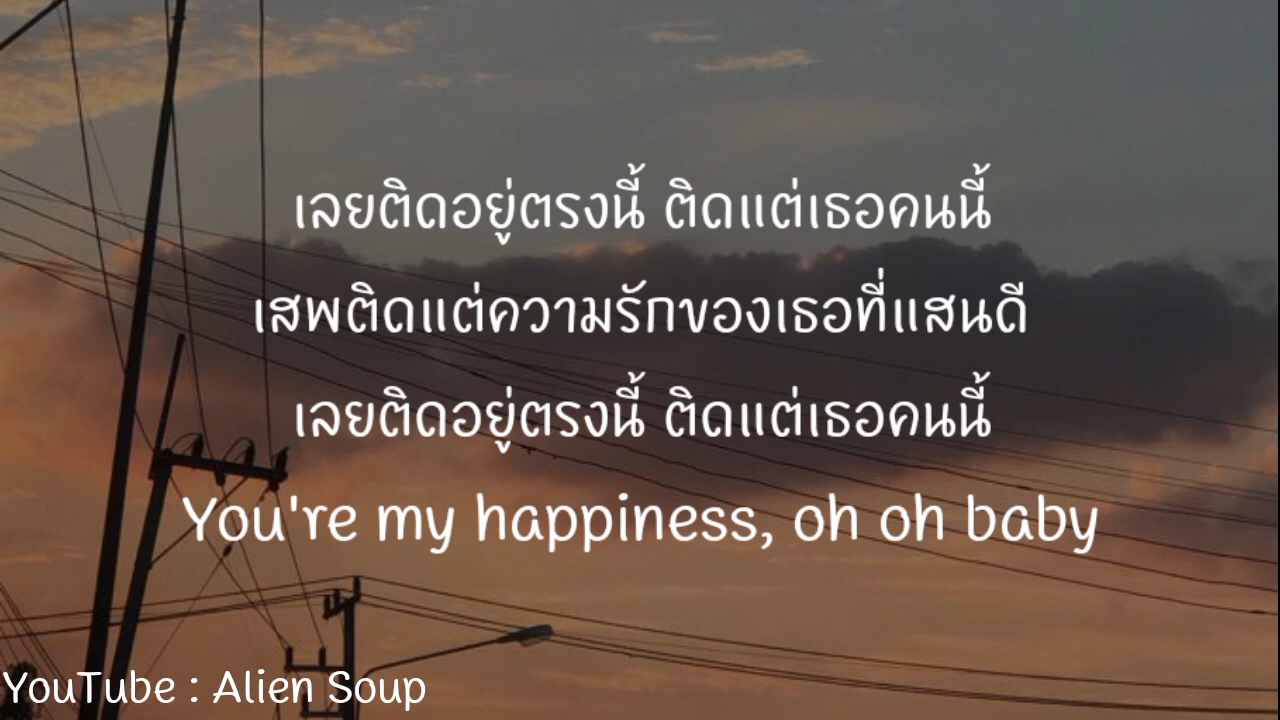 เลยติดอยู่ตรงนี้ ติดแต่เธอคนนี้
เสพติดแต่ความรักของเธอที่แสนดี
เลยติดอยู่ตรงนี้ ติดแต่เธอคนนี้
You're my happiness, oh oh baby
YouTube : Alien Soup